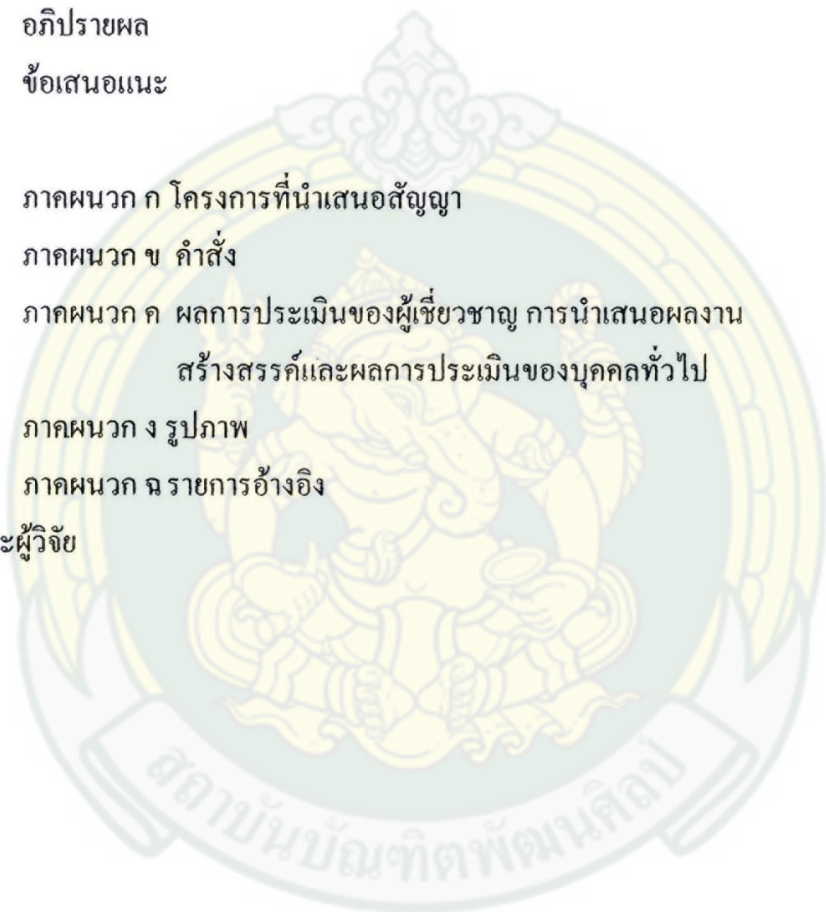 อภิปรายผล
ข้อเสนอแนะ
ภาคผนวก ก โครงการที่นำเสนอสัญญา
ภาคผนวก ข คำสั่ง
ภาคผนวก ค ผลการประเมินของผู้เชี่ยวชาญ การนำเสนอผลงาน
สร้างสรรค์และผลการประเมินของบุคคลทั่วไป
ภาคผนวก ง รูปภาพ
ภาคผนวก ฉ รายการอ้างอิง
ะผู้วิจัย
สถาบันบัณฑิตพัฒนศิลป์